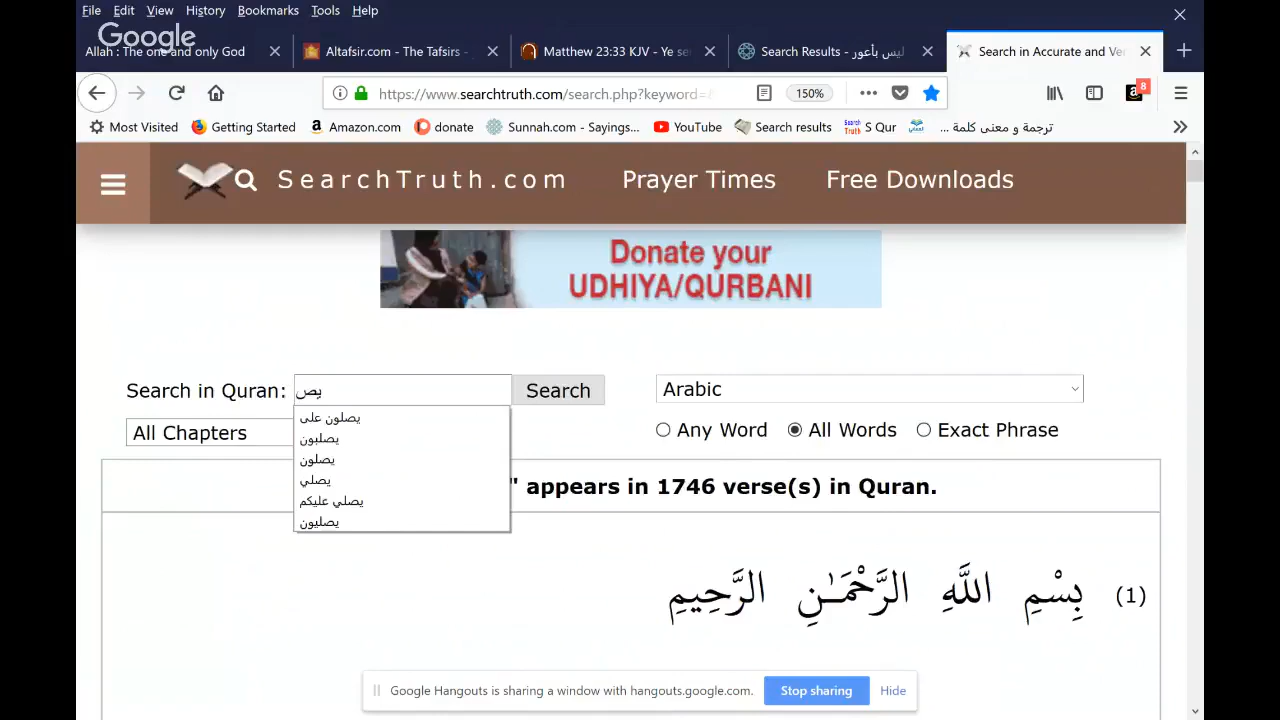 File Edit View History Bookmarks Tools Help
Google
Allah : The one and only God
Altafsir.com - The Tafsirs -
Matthew 23:33 KJV - Ye se
Search Results - ليس بأعور
Search in Accurate and Ver
https://www.searchtruth.com/search.php?keyword=
150%
8
Most Visited Getting Started Amazon.com donate Sunnah.com - Sayings... YouTube Search results S Qur ترجمة و معنى كلمة ...
SearchTruth.com Prayer Times Free Downloads
Donate your
UDHIYA/QURBANI
Search in Quran: يص Search Arabic
All Chapters Any Word All Words Exact Phrase
يصلون على
يصلبون
يصلون
يصلي
يصلي عليكم
يصليون
" appears in 1746 verse(s) in Quran.
(1) بِسْمِ اللَّهِ الرَّحْمَـٰنِ الرَّحِيمِ
Google Hangouts is sharing a window with hangouts.google.com. Stop sharing Hide